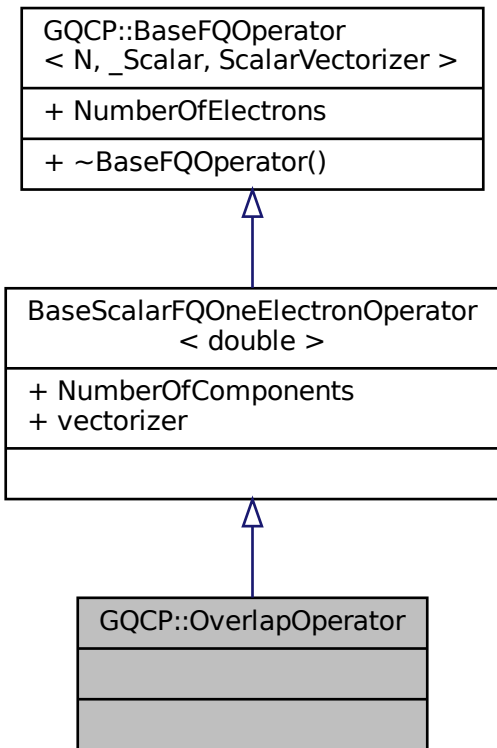 GQCP::BaseFQOperator
< N, _Scalar, ScalarVectorizer >
+ NumberOfElectrons
+ ~BaseFQOperator()
BaseScalarFQOneElectronOperator
< double >
+ NumberOfComponents
+ vectorizer
GQCP::OverlapOperator